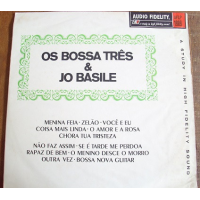 AUDIO FIDELITY.
OS BOSSA TRÊS
&
JO BASILE
MENINA FEIA · ZELÃO · VOCÊ E EU
COISA MAIS LINDA · O AMOR E A ROSA
CHORA TUA TRISTEZA
NÃO FAZ ASSIM · SE É TARDE ME PERDOA
RAPAZ DE BEM · O MENINO DESCE O MORRO
OUTRA VEZ · BOSSA NOVA GUITAR
A STUDY IN HIGH FIDELITY SOUND